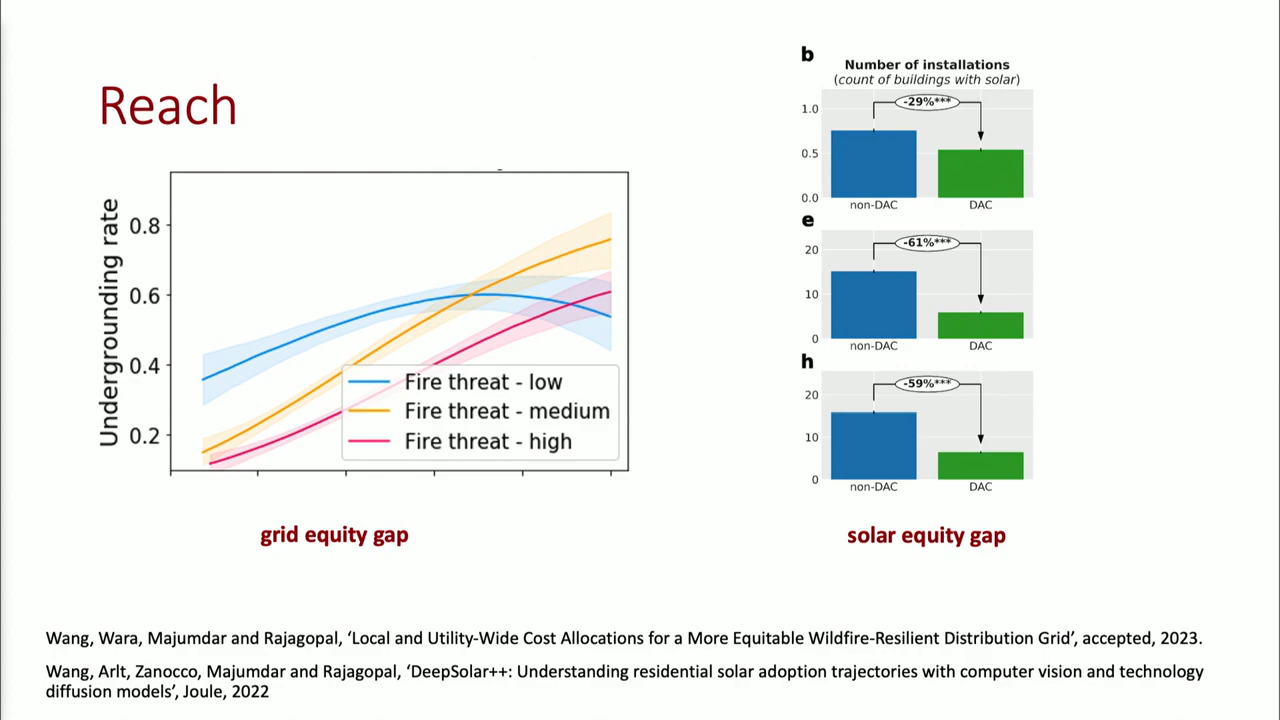 Reach
Undergrounding rate
0.8
0.6
0.4
0.2
Fire threat - low
Fire threat - medium
Fire threat - high
grid equity gap
b
Number of installations
(count of buildings with solar)
-29%***
1.0
0.5
0.0
non-DAC DAC
e
-61%***
20
10
0
non-DAC DAC
h
-59%***
20
10
0
non-DAC DAC
solar equity gap
Wang, Wara, Majumdar and Rajagopal, ‘Local and Utility-Wide Cost Allocations for a More Equitable Wildfire-Resilient Distribution Grid’, accepted, 2023.
Wang, Arlt, Zanocco, Majumdar and Rajagopal, ‘DeepSolar++: Understanding residential solar adoption trajectories with computer vision and technology
diffusion models’, Joule, 2022